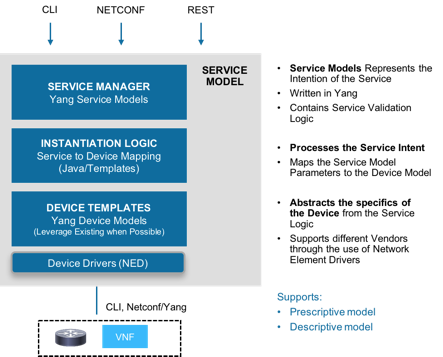 CLI NETCONF REST
SERVICE MODEL
SERVICE MANAGER
Yang Service Models
• Service Models Represents the
Intention of the Service
• Written in Yang
• Contains Service Validation
Logic
INSTANTIATION LOGIC
Service to Device Mapping
(Java/Templates)
• Processes the Service Intent
• Maps the Service Model
Parameters to the Device Model
DEVICE TEMPLATES
Yang Device Models
(Leverage Existing when Possible)
Device Drivers (NED)
• Abstracts the specifics of
the Device from the Service
Logic
• Supports different Vendors
through the use of Network
Element Drivers
CLI, Netconf/Yang
VNF
Supports:
• Prescriptive model
• Descriptive model